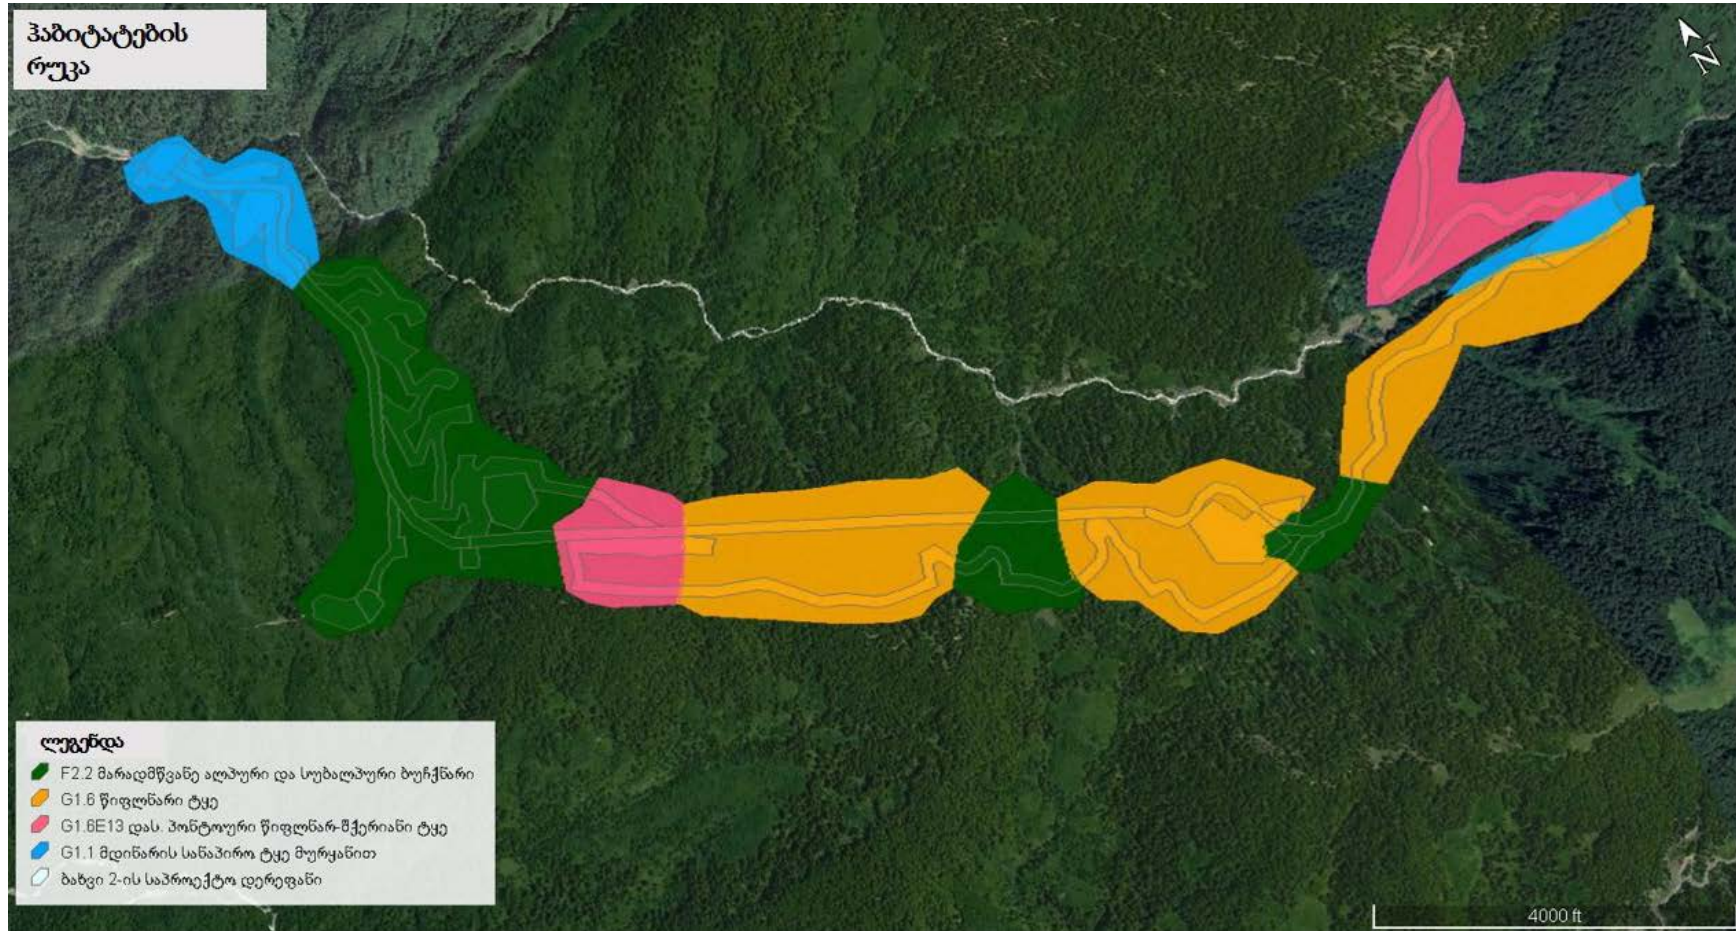 ჰაბიტატების
რუკა
N
ლეგენდა
F2.2 მარადმწვანე ალპური და სუბალპური ბუჩქნარი
G1.6 წიფლნარი ტყე
G1.6E13 დას. პონტოური წიფლნარ-შქერიანი ტყე
G1.1 მდინარის სანაპირო ტყე მურყანით
ბახვი 2-ის საპროექტო დერეფანი
4000 ft